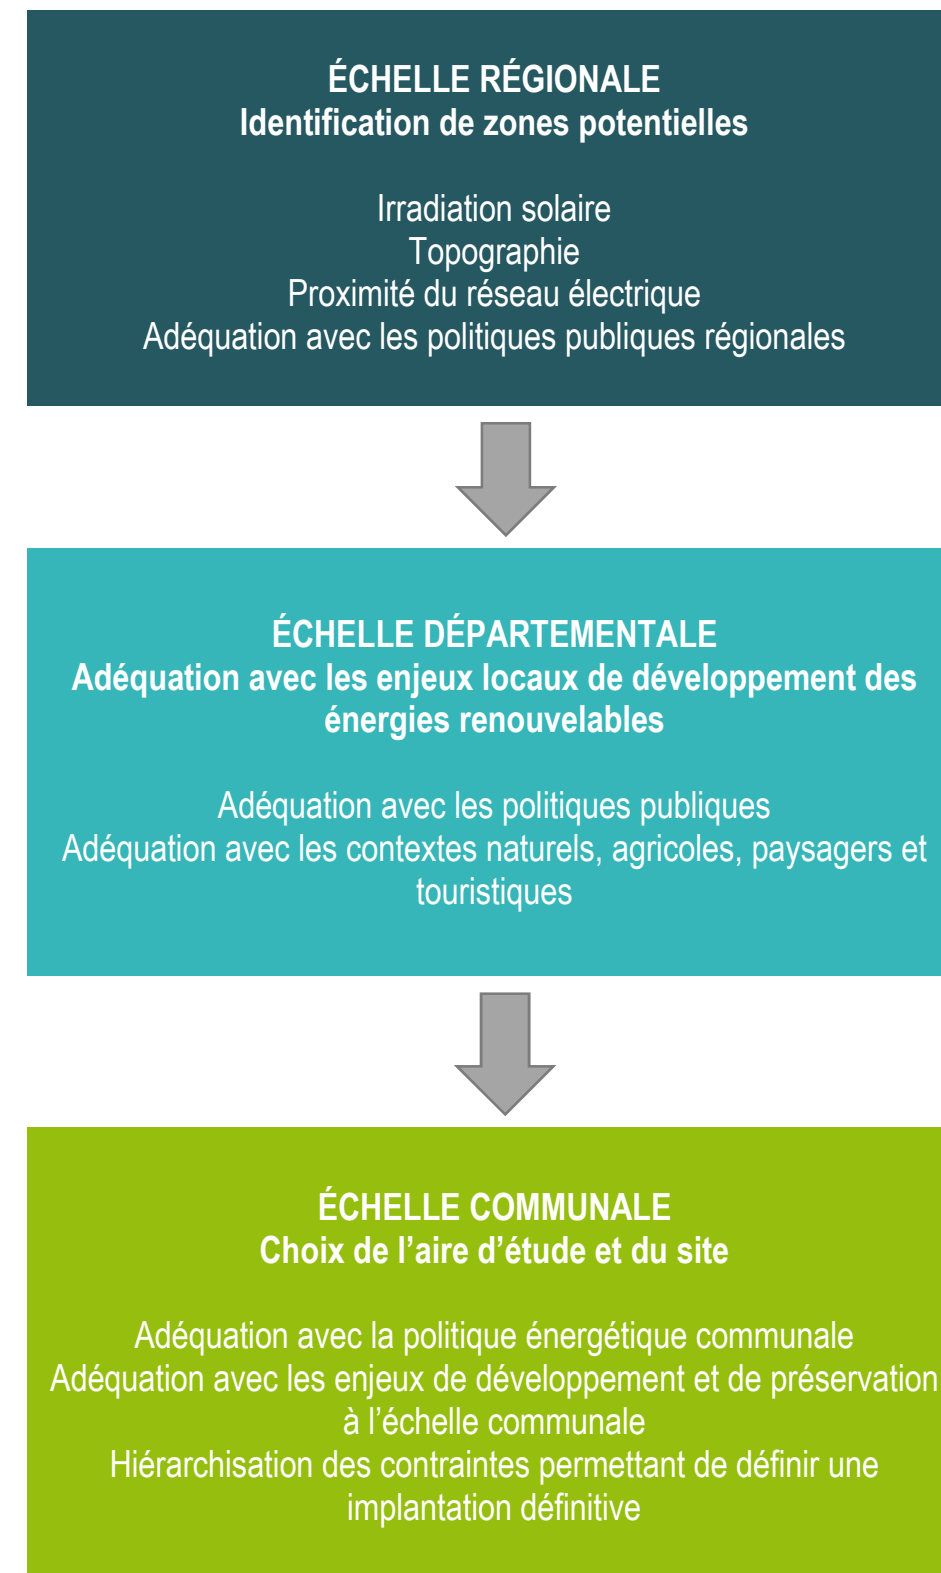 ÉCHELLE RÉGIONALE
Identification de zones potentielles
Irradiation solaire
Topographie
Proximité du réseau électrique
Adéquation avec les politiques publiques régionales
ÉCHELLE DÉPARTEMENTALE
Adéquation avec les enjeux locaux de développement des
énergies renouvelables
Adéquation avec les politiques publiques
Adéquation avec les contextes naturels, agricoles, paysagers et
touristiques
ÉCHELLE COMMUNALE
Choix de l’aire d’étude et du site
Adéquation avec la politique énergétique communale
Adéquation avec les enjeux de développement et de préservation
à l’échelle communale
Hiérarchisation des contraintes permettant de définir une
implantation définitive